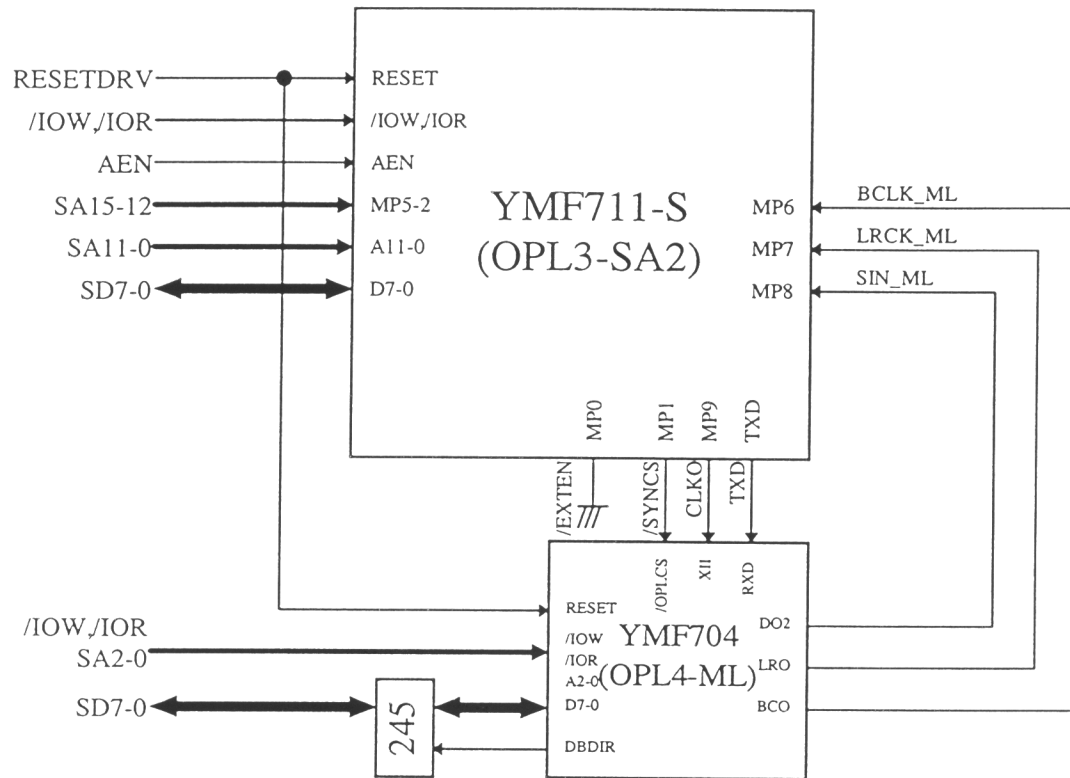 RESETDRV
RESET
/IOW,/IOR
/IOW,/IOR
AEN
AEN
SA15-12
MP5-2
SA11-0
A11-0
SD7-0
D7-0
YMF711-S
(OPL3-SA2)
MP6
BCLK_ML
MP7
LRCK_ML
MP8
SIN_ML
MP0
MP1
MP9
TXD
/EXTEN
/SYNCS
CLKO
TXD
/OPLCS
XI1
RXD
RESET
/IOW
/IOR
A2-0
D7-0
DBDIR
YMF704
(OPL4-ML)
DO2
LRO
BCO
/IOW,/IOR
SA2-0
SD7-0
245